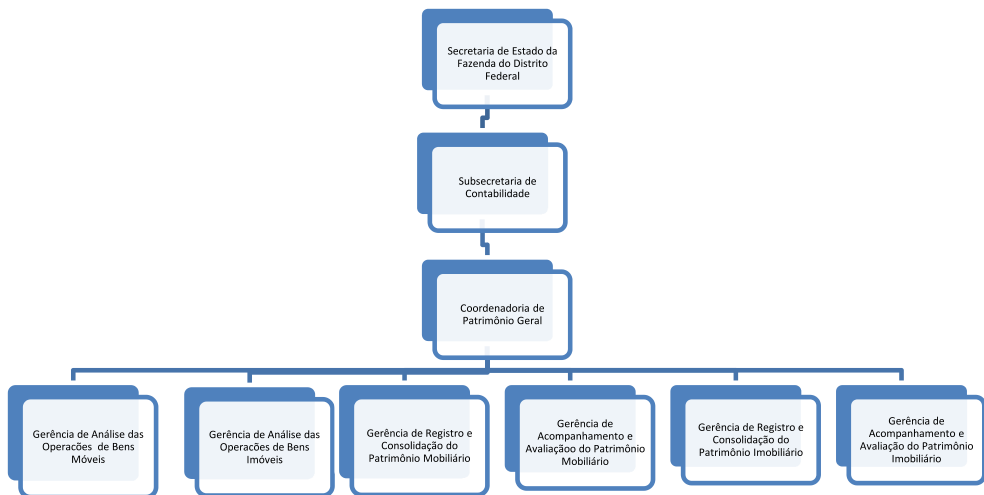 Secretaria de Estado da
Fazenda do Distrito
Federal
Subsecretaria de
Contabilidade
Coordenadoria de
Patrimônio Geral
Gerência de Análise das
Operacões de Bens
Móveis
Gerência de Análise das
Operacões de Bens
Imóveis
Gerência de Registro e
Consolidação do
Patrimônio Mobiliário
Gerência de
Acompanhamento e
Avaliaçãoo do Patrimônio
Mobiliário
Gerência de Registro e
Consolidação do
Patrimônio Imobiliário
Gerência de
Acompanhamento e
Avaliação do Patrimônio
Imobiliário